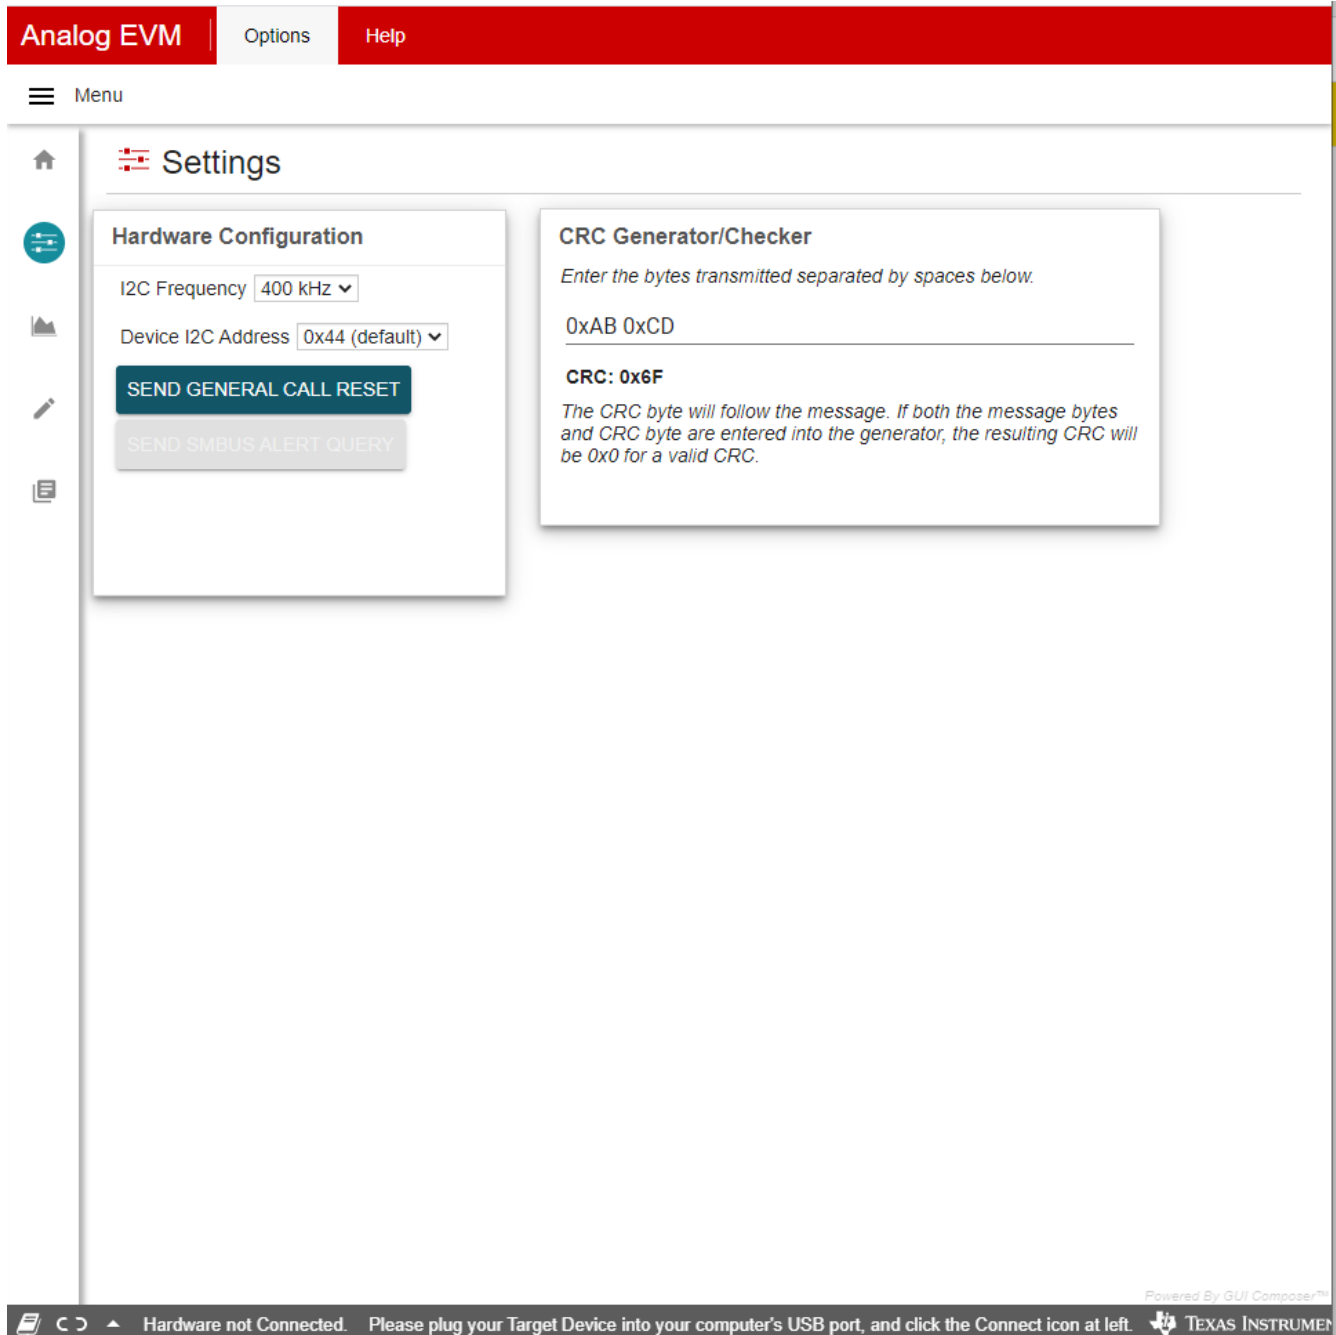 Analog EVM
Options
Help
Menu
Settings
Hardware Configuration
I2C Frequency 400 kHz
Device I2C Address 0x44 (default)
SEND GENERAL CALL RESET
SEND SMBUS ALERT QUERY
CRC Generator/Checker
Enter the bytes transmitted separated by spaces below.
0xAB 0xCD
CRC: 0x6F
The CRC byte will follow the message. If both the message bytes
and CRC byte are entered into the generator, the resulting CRC will
be 0x0 for a valid CRC.
Powered By GUI Composer™
Hardware not Connected. Please plug your Target Device into your computer's USB port, and click the Connect icon at left. TEXAS INSTRUMEN